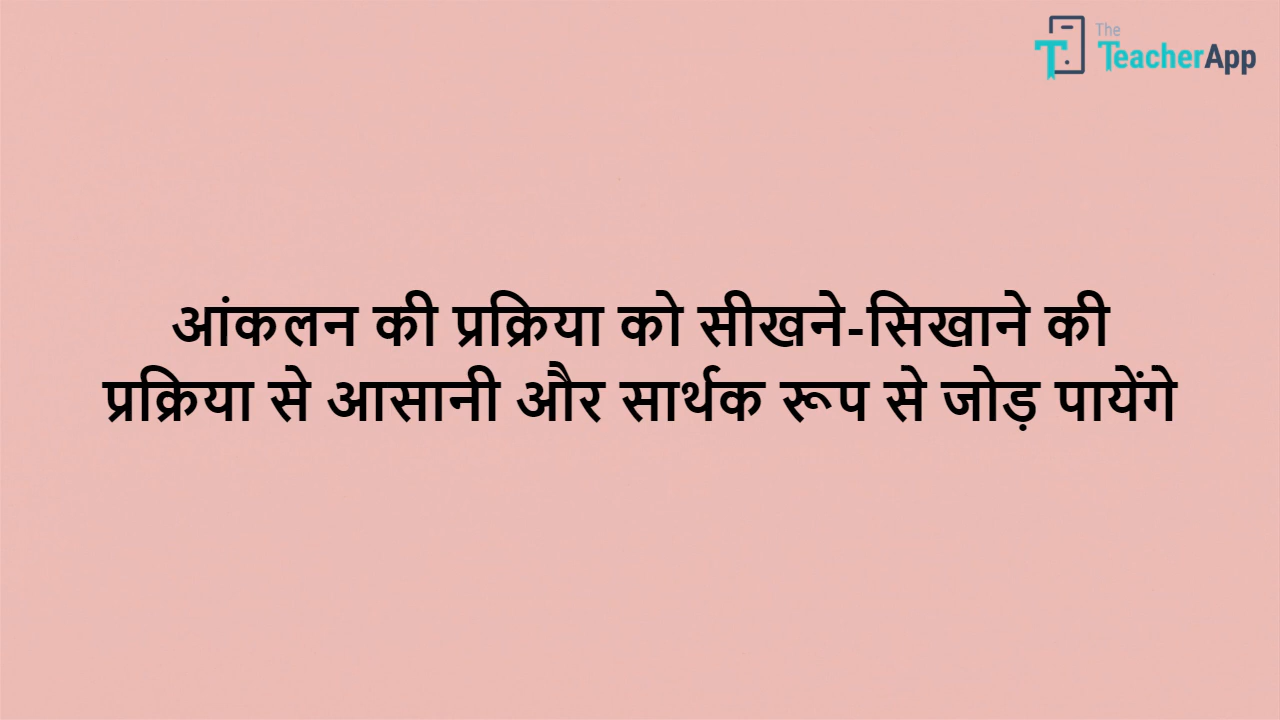 The
TeacherApp
आंकलन की प्रक्रिया को सीखने-सिखाने की
प्रक्रिया से आसानी और सार्थक रूप से जोड़ पायेंगे